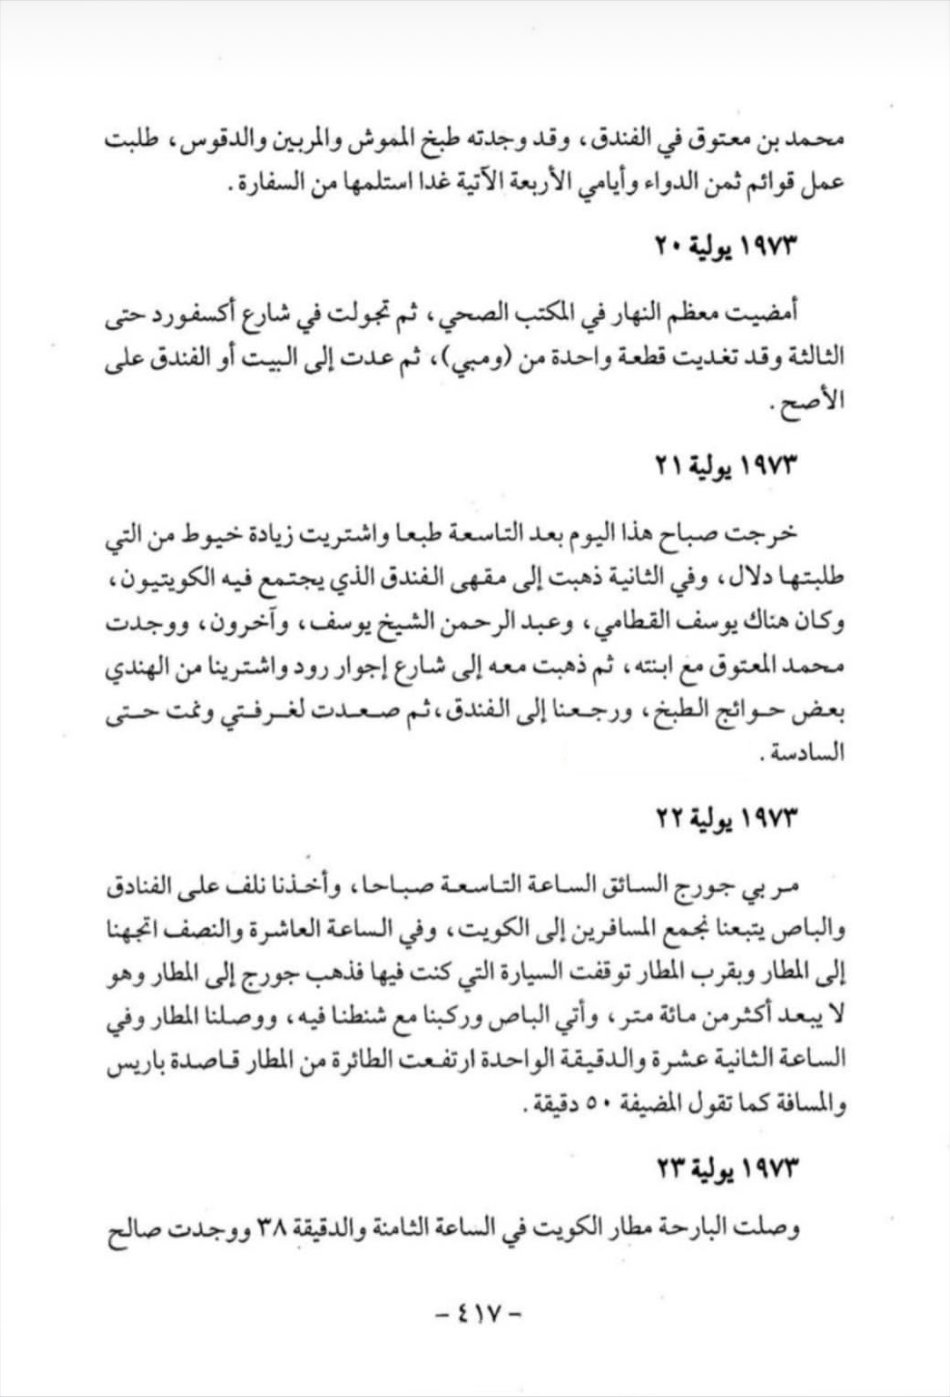 محمد بن معتوق في الفندق، وقد وجدته طبخ المموش والمربين والدقوس، طلبت
عمل قوائم ثمن الدواء وأيامي الأربعة الآتية غدا استلمها من السفارة.
١٩٧٣ يولية ٢٠
أمضيت معظم النهار في المكتب الصحي، ثم تجولت في شارع أكسفورد حتى
الثالثة وقد تغديت قطعة واحدة من (ومبي)، ثم عدت إلى البيت أو الفندق على
الأصح.
١٩٧٣ يولية ٢١
خرجت صباح هذا اليوم بعد التاسعة طبعا واشتريت زيادة خيوط من التي
طلبتها دلال، وفي الثانية ذهبت إلى مقهى الفندق الذي يجتمع فيه الكويتيون،
وكان هناك يوسف القطامي، وعبد الرحمن الشيخ يوسف، وآخرون، ووجدت
محمد المعتوق مع ابنته، ثم ذهبت معه إلى شارع إجوار رود واشترينا من الهندي
بعض حوائج الطبخ، ورجعنا إلى الفندق، ثم صعدت لغرفتي ونمت حتى
السادسة.
١٩٧٣ يولية ٢٢
مر بي جورج السائق الساعة التاسعة صباحا، وأخذنا نلف على الفنادق
والباص يتبعنا نجمع المسافرين إلى الكويت، وفي الساعة العاشرة والنصف اتجهنا
إلى المطار وبقرب المطار توقفت السيارة التي كنت فيها فذهب جورج إلى المطار وهو
لا يبعد أكثر من مائة متر، وأتي الباص وركبنا مع شنطنا فيه، ووصلنا المطار وفي
الساعة الثانية عشرة والدقيقة الواحدة ارتفعت الطائرة من المطار قاصدة باريس
والمسافة كما تقول المضيفة ٥٠ دقيقة.
١٩٧٣ يولية ٢٣
وصلت البارحة مطار الكويت في الساعة الثامنة والدقيقة ٣٨ ووجدت صالح
- ٤١٧ -